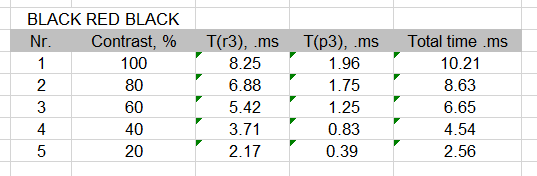 BLACK RED BLACK
Nr. Contrast, % T(r3), .ms T(p3), .ms Total time .ms
1 100 8.25 1.96 10.21
2 80 6.88 1.75 8.63
3 60 5.42 1.25 6.65
4 40 3.71 0.83 4.54
5 20 2.17 0.39 2.56